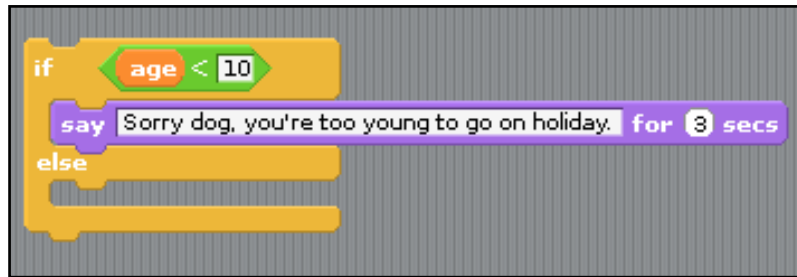 if age < 10
say Sorry dog, you're too young to go on holiday. for 3 secs
else